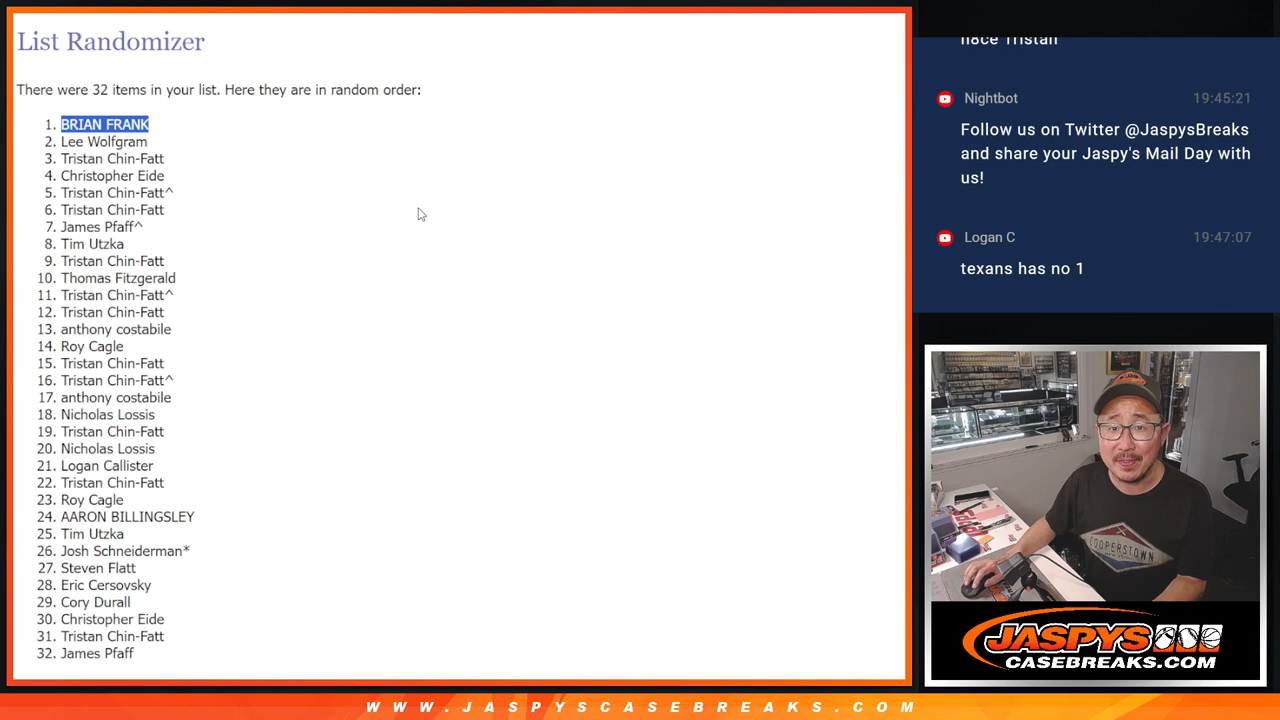 List Randomizer
There were 32 items in your list. Here they are in random order:
1. BRIAN FRANK
2. Lee Wolfgram
3. Tristan Chin-Fatt
4. Christopher Eide
5. Tristan Chin-Fatt^
6. Tristan Chin-Fatt
7. James Pfaff^
8. Tim Utzka
9. Tristan Chin-Fatt
10. Thomas Fitzgerald
11. Tristan Chin-Fatt^
12. Tristan Chin-Fatt
13. anthony costabile
14. Roy Cagle
15. Tristan Chin-Fatt
16. Tristan Chin-Fatt^
17. anthony costabile
18. Nicholas Lossis
19. Tristan Chin-Fatt
20. Nicholas Lossis
21. Logan Callister
22. Tristan Chin-Fatt
23. Roy Cagle
24. AARON BILLINGSLEY
25. Tim Utzka
26. Josh Schneiderman*
27. Steven Flatt
28. Eric Cersovsky
29. Cory Durall
30. Christopher Eide
31. Tristan Chin-Fatt
32. James Pfaff
n8ce Tristan
Nightbot 19:45:21
Follow us on Twitter @JaspysBreaks
and share your Jaspy's Mail Day with
us!
Logan C 19:47:07
texans has no 1
COOPERSTOWN
JASPYS
CASEBREAKS.COM
WWW.JASPYSCASEBREAKS.COM